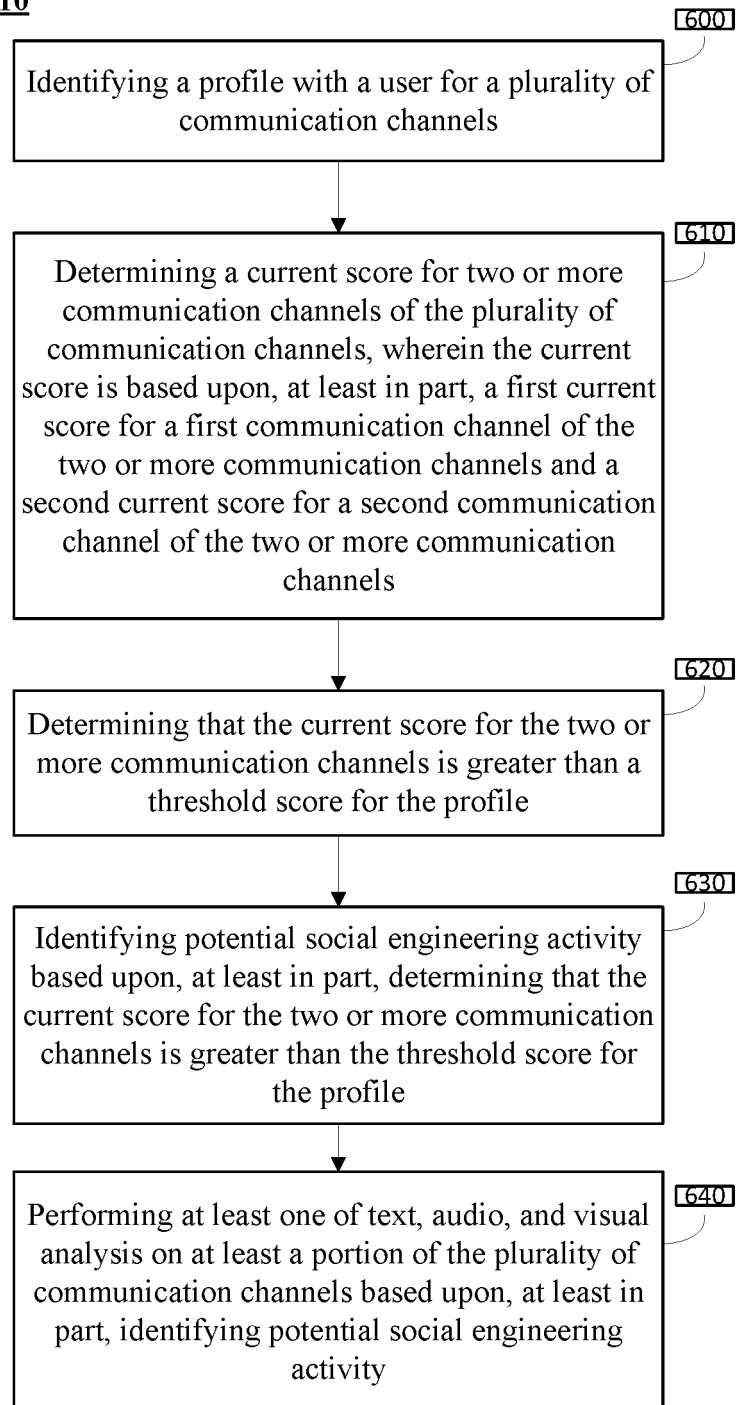 10
600
Identifying a profile with a user for a plurality of
communication channels
610
Determining a current score for two or more
communication channels of the plurality of
communication channels, wherein the current
score is based upon, at least in part, a first current
score for a first communication channel of the
two or more communication channels and a
second current score for a second communication
channel of the two or more communication
channels
620
Determining that the current score for the two or
more communication channels is greater than a
threshold score for the profile
630
Identifying potential social engineering activity
based upon, at least in part, determining that the
current score for the two or more communication
channels is greater than the threshold score for
the profile
640
Performing at least one of text, audio, and visual
analysis on at least a portion of the plurality of
communication channels based upon, at least in
part, identifying potential social engineering
activity